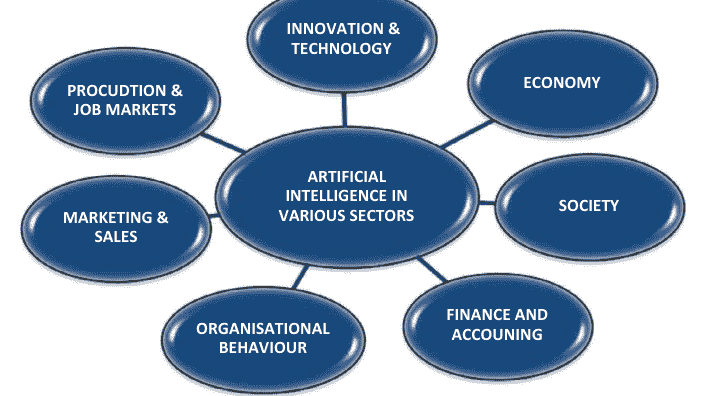 INNOVATION &
TECHNOLOGY
PROCUDTION &
JOB MARKETS
ECONOMY
ARTIFICIAL
INTELLIGENCE IN
VARIOUS SECTORS
MARKETING &
SALES
SOCIETY
ORGANISATIONAL
BEHAVIOUR
FINANCE AND
ACCOUNING